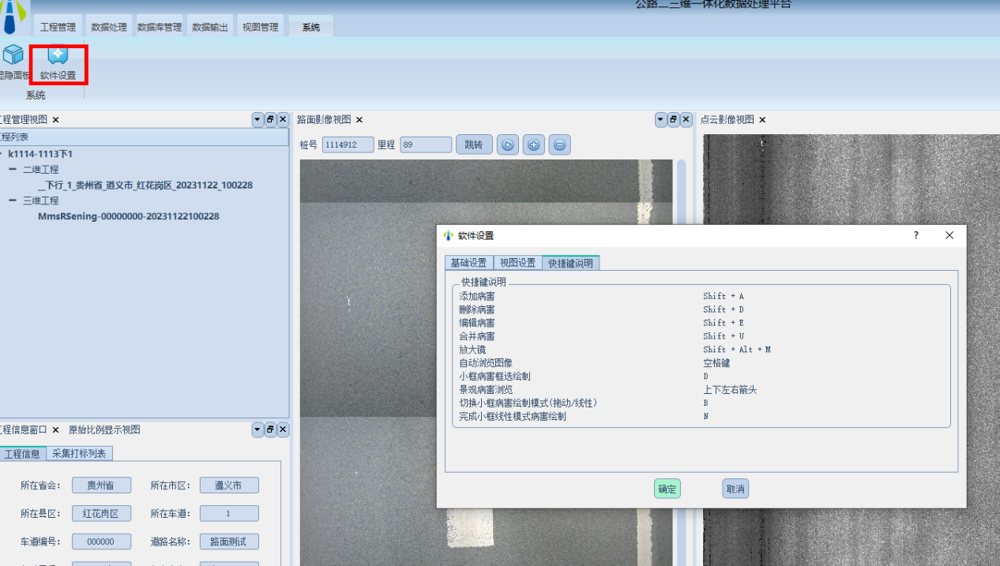 公路二三维一体化数据处理平台
工程管理 数据处理 数据库管理 数据输出 视图管理 系统
显隐面板 软件设置
系统
工程管理视图
工程列表
k1114-1113下1
二维工程
__下行_1_贵州省_遵义市_红花岗区_20231122_100228
三维工程
MmsRSening-00000000-20231122100228
路面影像视图
桩号 1114912 里程 89 跳转
点云影像视图
软件设置
?
基础设置 视图设置 快捷键说明
快捷键说明
添加病害 Shift + A
删除病害 Shift + D
编辑病害 Shift + E
合并病害 Shift + U
放大镜 Shift + Alt + M
自动浏览图像 空格键
小框病害框选绘制 D
景观病害浏览 上下左右箭头
切换小框病害绘制模式(拖动/线性) B
完成小框线性模式病害绘制 N
确定 取消
工程信息窗口 原始比例显示视图
工程信息 采集打标列表
所在省会: 贵州省 所在市区: 遵义市
所在县区: 红花岗区 所在车道: 1
车道编号: 000000 道路名称: 路面测试